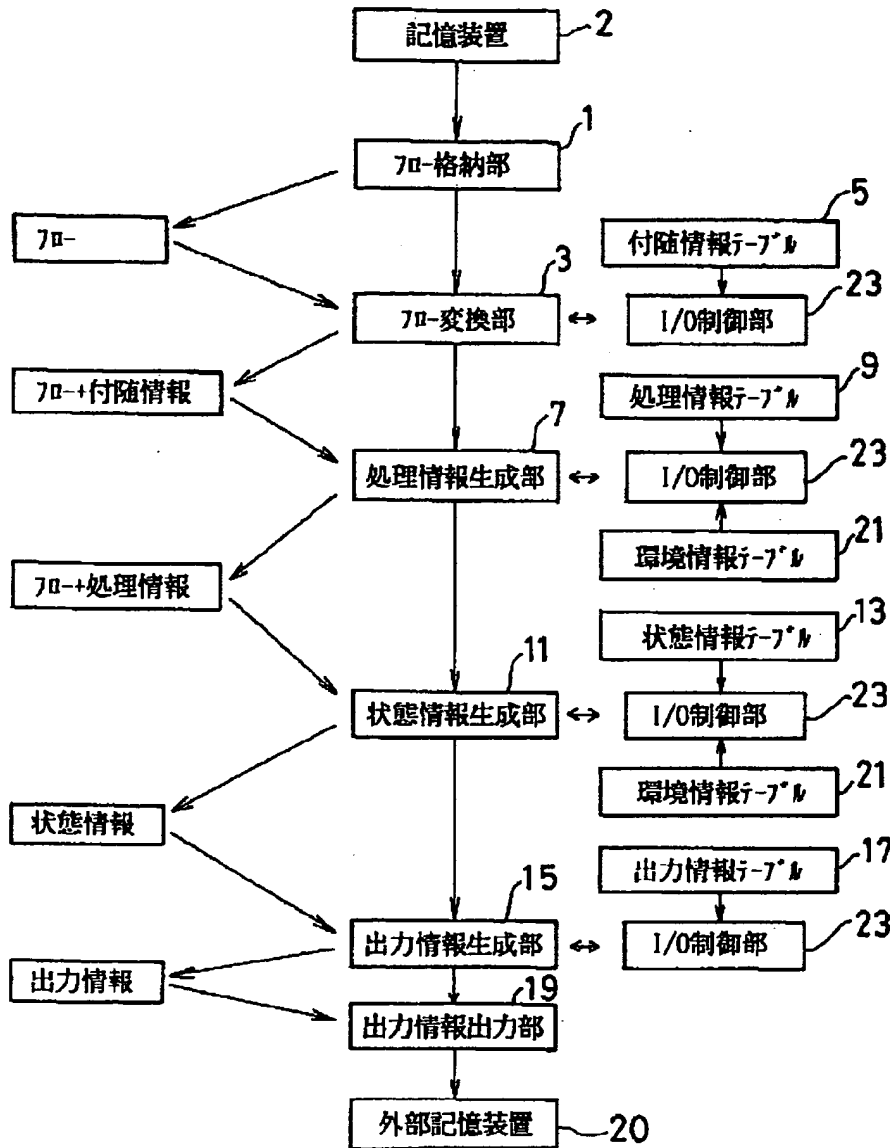 記憶装置
2
1
ﾌﾛｰ格納部
5
ﾌﾛｰ
付随情報ﾃｰﾌﾞﾙ
3
23
ﾌﾛｰ変換部
I/O制御部
9
ﾌﾛｰ+付随情報
処理情報ﾃｰﾌﾞﾙ
7
23
処理情報生成部
I/O制御部
21
ﾌﾛｰ+処理情報
環境情報ﾃｰﾌﾞﾙ
13
状態情報ﾃｰﾌﾞﾙ
11
23
状態情報生成部
I/O制御部
21
環境情報ﾃｰﾌﾞﾙ
状態情報
17
出力情報ﾃｰﾌﾞﾙ
15
23
出力情報生成部
I/O制御部
出力情報
19
出力情報出力部
外部記憶装置
20